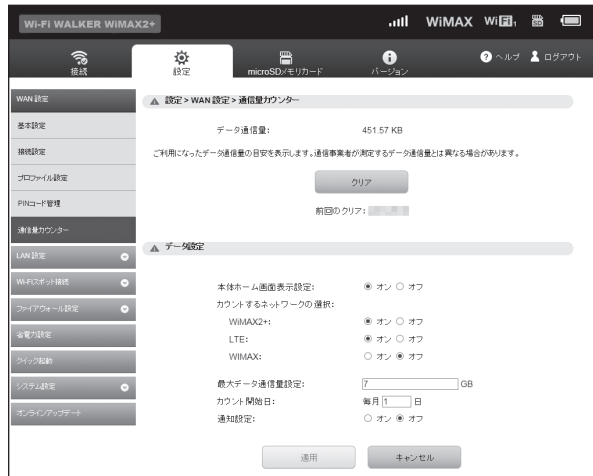 Wi-Fi WALKER WiMAX2+
WiMAX WiFi 1 SD
接続
設定
microSDメモリカード
バージョン
? ヘルプ ログアウト
WAN 設定
基本設定
接続設定
プロファイル設定
PINコード管理
通信量カウンター
LAN 設定
Wi-Fiスポット接続
ファイアウォール設定
省電力設定
クイック起動
システム設定
オンラインアップデート
設定 > WAN 設定 > 通信量カウンター
データ通信量: 451.57 KB
ご利用になったデータ通信量の目安を表示します。通信事業者が測定するデータ通信量とは異なる場合があります。
クリア
前回のクリア:
データ設定
本体ホーム画面表示設定: オン オフ
カウントするネットワークの選択:
WiMAX2+: オン オフ
LTE: オン オフ
WiMAX: オン オフ
最大データ通信量設定: 7 GB
カウント開始日: 毎月 1 日
通知設定: オン オフ
適用 キャンセル